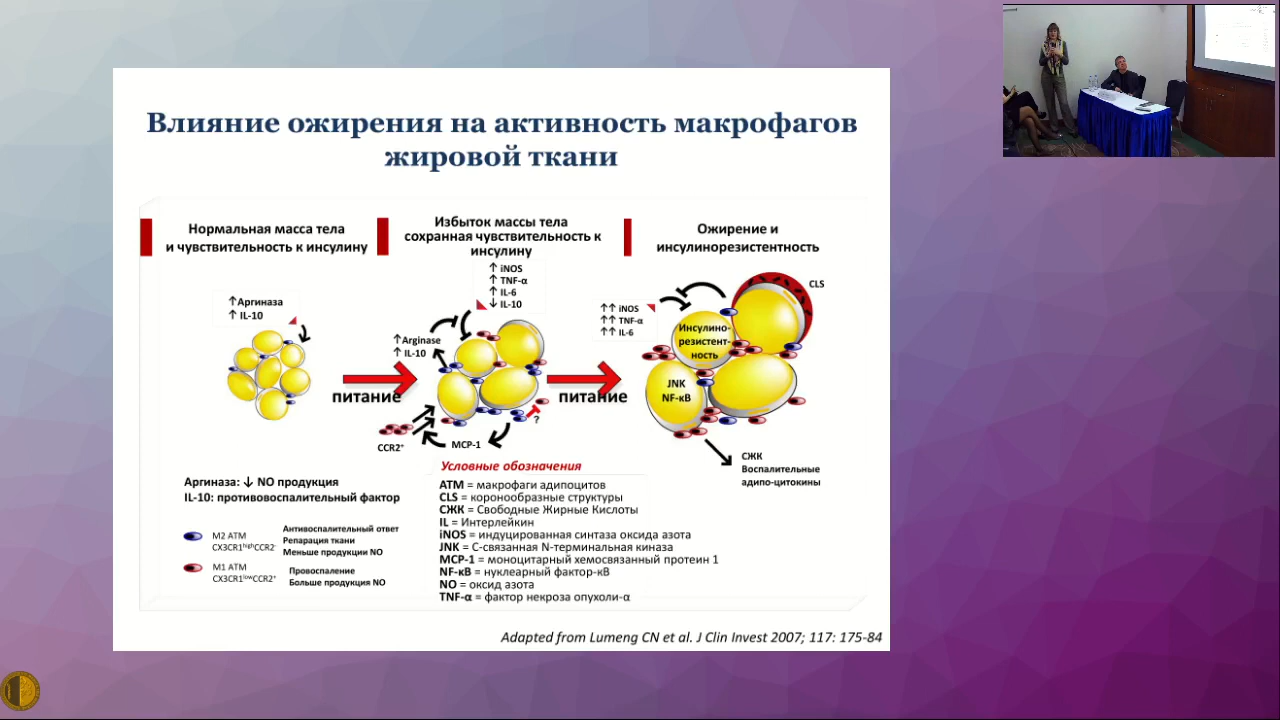 Влияние ожирения на активность макрофагов
жировой ткани
Нормальная масса тела
и чувствительность к инсулину
Избыток массы тела
сохранная чувствительность к
инсулину
Ожирение и
инсулинорезистентность
↑Аргиназа
↑ IL-10
↑ iNOS
↑ TNF-α
↑ IL-6
↓ IL-10
↑Arginase
↑ IL-10
питание
CCR2⁺
MCP-1
?
питание
↑↑ iNOS
↑↑ TNF-α
↑↑ IL-6
CLS
Инсулино-
резистент-
ность
JNK
NF-κB
СЖК
Воспалительные
адипо-цитокины
Аргиназа: ↓ NO продукция
IL-10: противовоспалительный фактор
M2 ATM
CX3CR1ʰⁱᵍʰCCR2⁻
Антивоспалительный ответ
Репарация ткани
Меньше продукции NO
M1 ATM
CX3CR1ˡᵒʷCCR2⁺
Провоспаление
Больше продукция NO
Условные обозначения
ATM = макрофаги адипоцитов
CLS = коронообразные структуры
СЖК = Свободные Жирные Кислоты
IL = Интерлейкин
iNOS = индуцированная синтаза оксида азота
JNK = С-связанная N-терминальная киназа
MCP-1 = моноцитарный хемосвязанный протеин 1
NF-κB = нуклеарный фактор-κВ
NO = оксид азота
TNF-α = фактор некроза опухоли-α
Adapted from Lumeng CN et al. J Clin Invest 2007; 117: 175-84